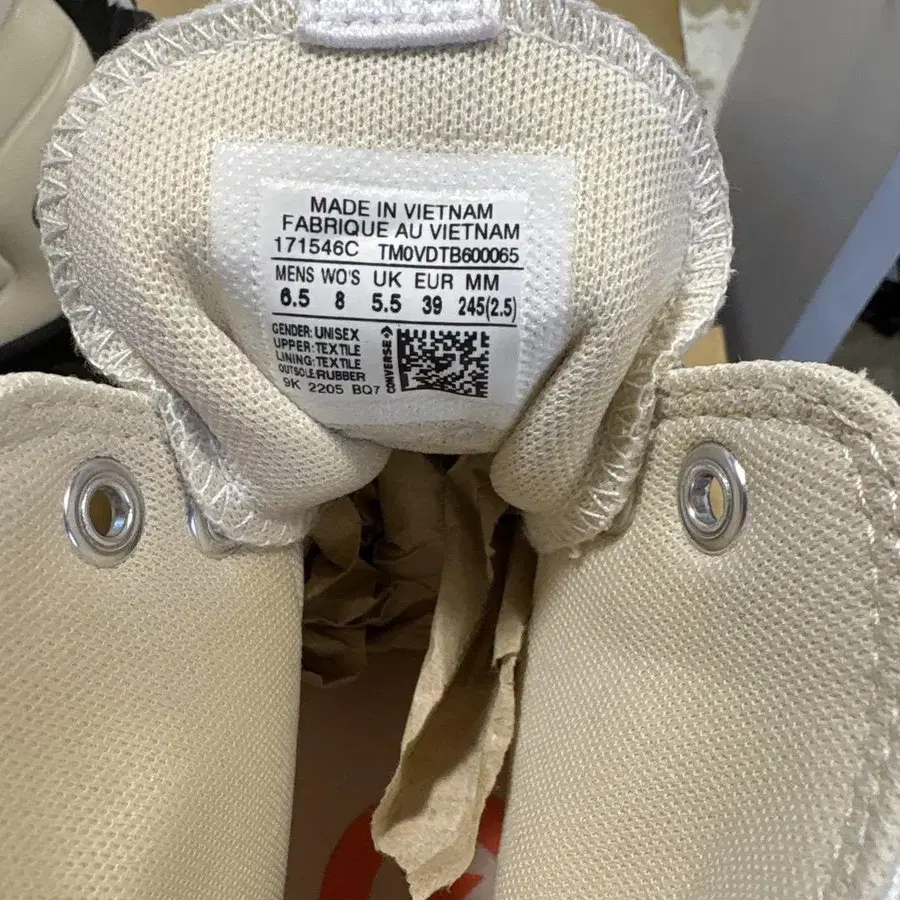 MADE IN VIETNAM
FABRIQUE AU VIETNAM
171546C TM0VDTB600065
MENS WO'S UK EUR MM
6.5 8 5.5 39 245(2.5)
GENDER: UNISEX
UPPER: TEXTILE
LINING: TEXTILE
OUTSOLE: RUBBER
9K 2205 BQ7
CONVERSE